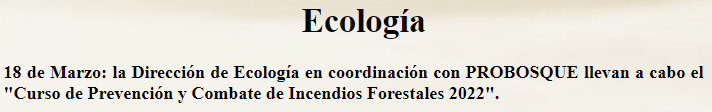 Ecología
18 de Marzo: la Dirección de Ecología en coordinación con PROBOSQUE llevan a cabo el
"Curso de Prevención y Combate de Incendios Forestales 2022".